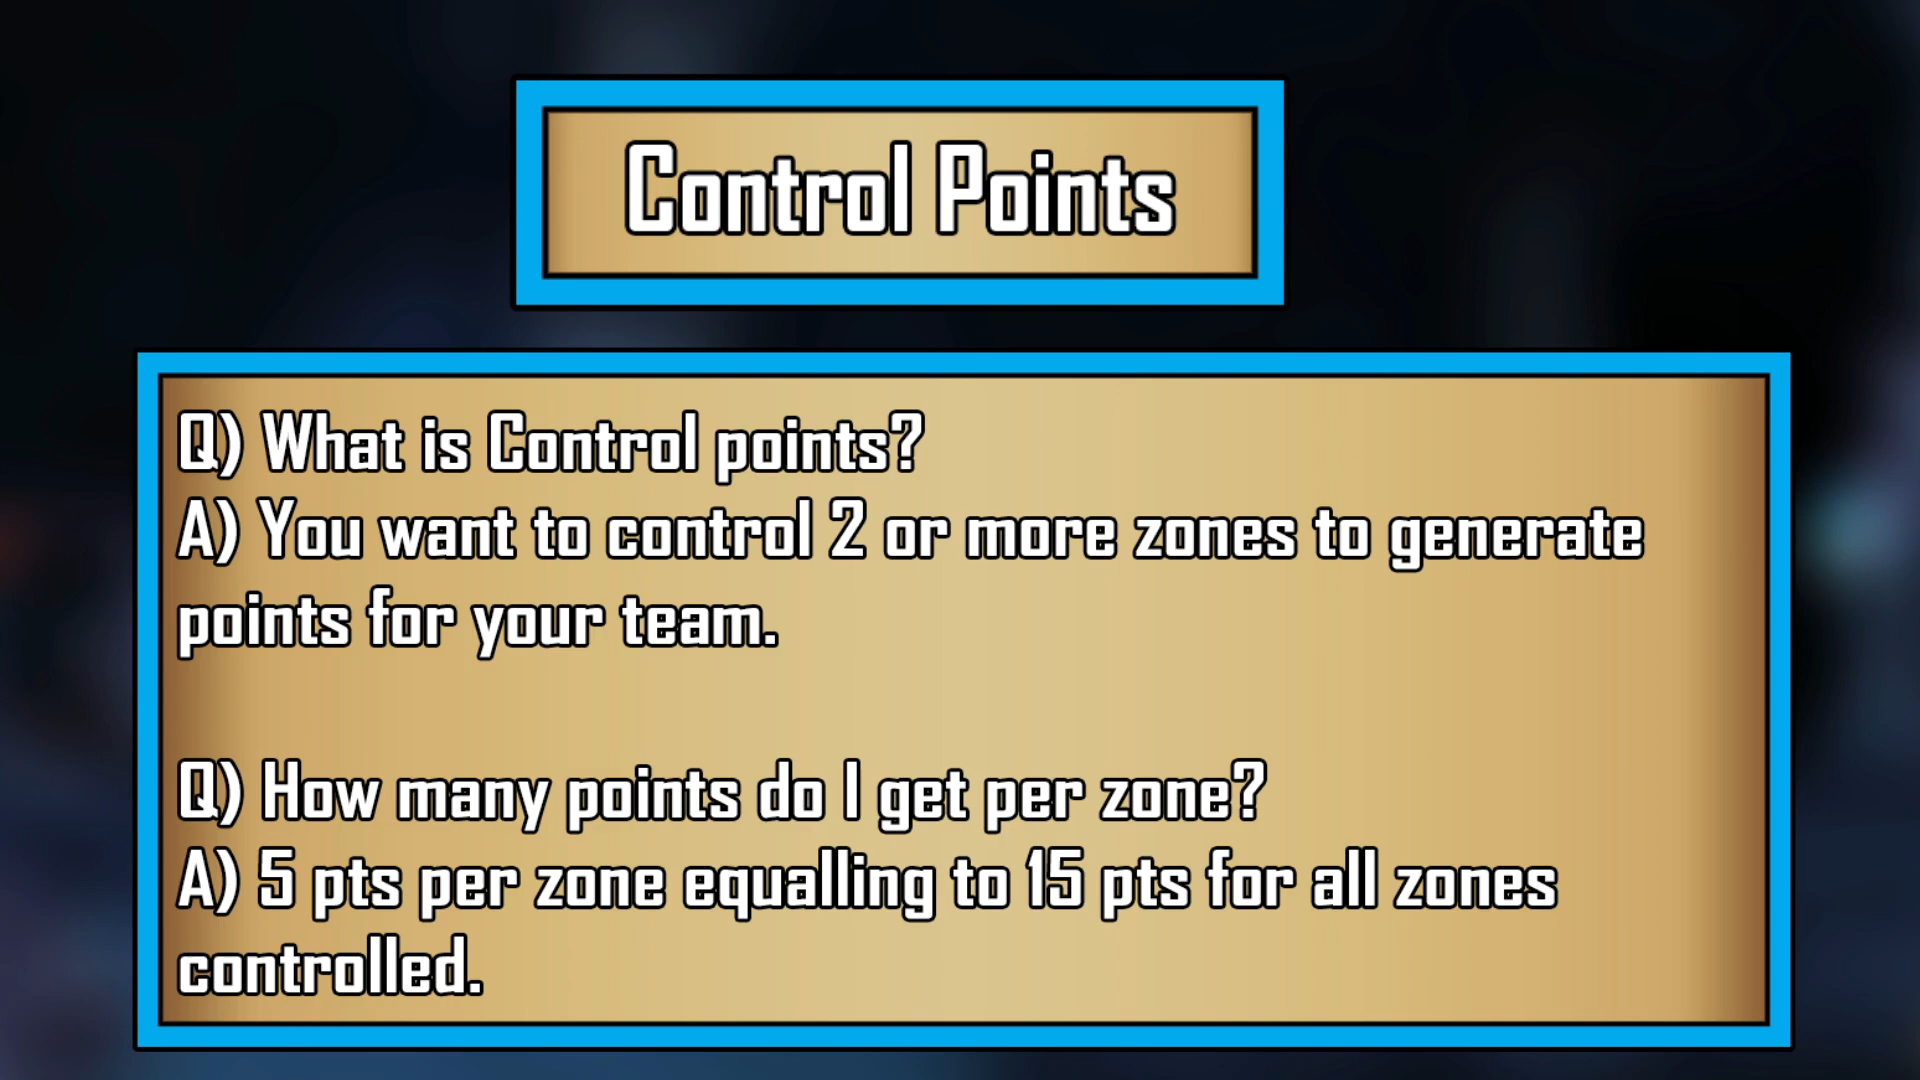 Control Points
Q) What is Control points?
A) You want to control 2 or more zones to generate
points for your team.
Q) How many points do I get per zone?
A) 5 pts per zone equalling to 15 pts for all zones
controlled.